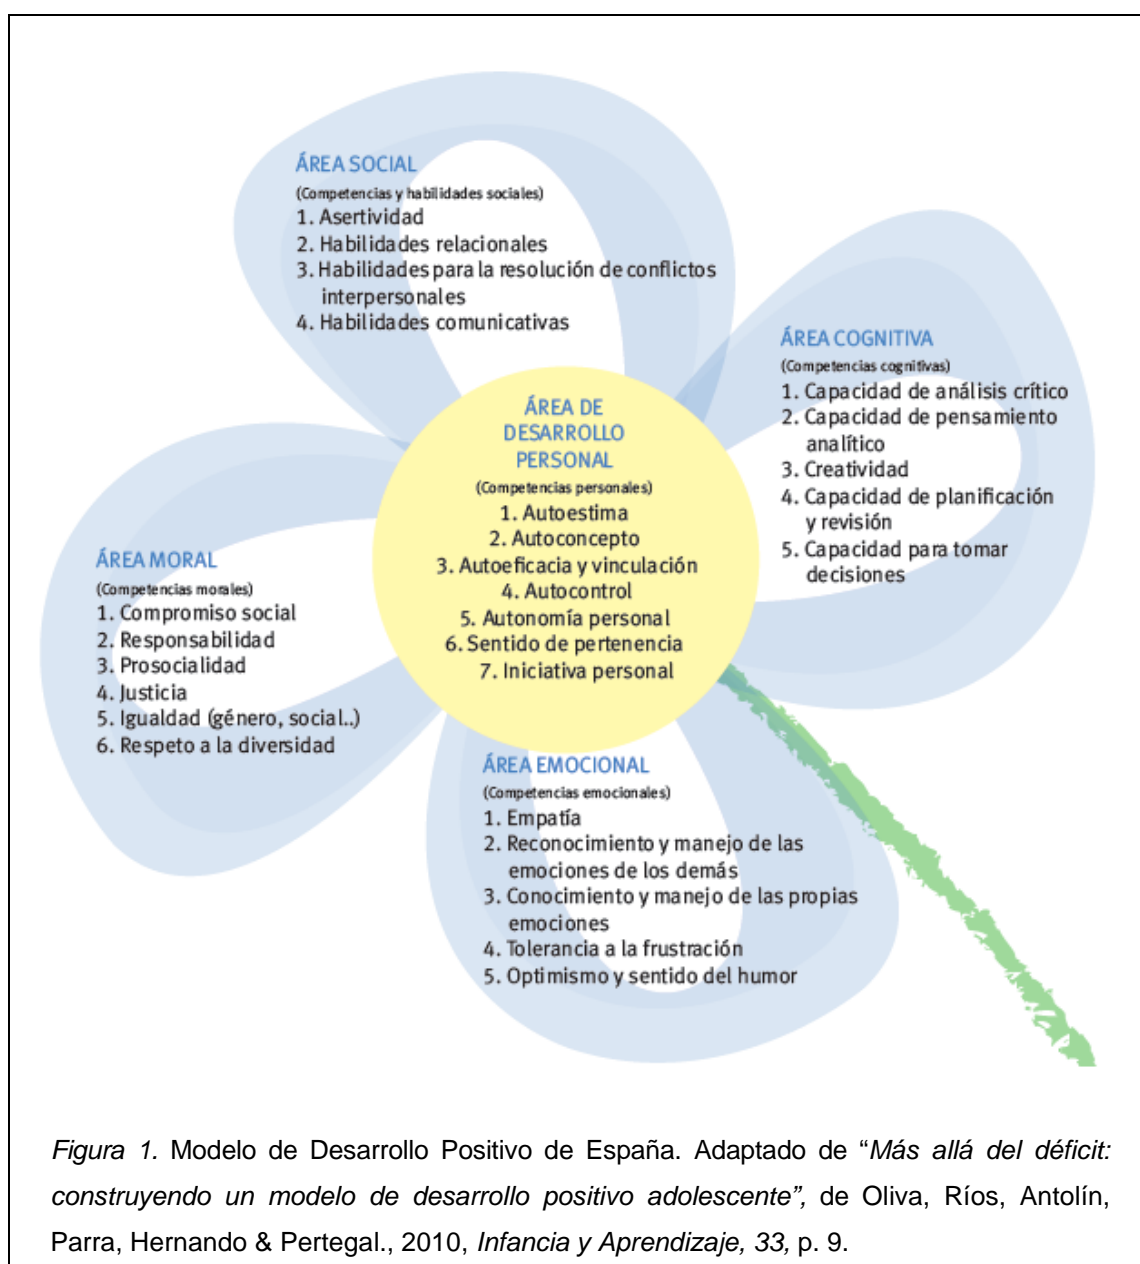 ÁREA SOCIAL
(Competencias y habilidades sociales)
1. Asertividad
2. Habilidades relacionales
3. Habilidades para la resolución de conflictos
interpersonales
4. Habilidades comunicativas
ÁREA COGNITIVA
(Competencias cognitivas)
1. Capacidad de análisis crítico
2. Capacidad de pensamiento
analítico
3. Creatividad
4. Capacidad de planificación
y revisión
5. Capacidad para tomar
decisiones
ÁREA DE
DESARROLLO
PERSONAL
(Competencias personales)
1. Autoestima
2. Autoconcepto
3. Autoeficacia y vinculación
4. Autocontrol
5. Autonomía personal
6. Sentido de pertenencia
7. Iniciativa personal
ÁREA MORAL
(Competencias morales)
1. Compromiso social
2. Responsabilidad
3. Prosocialidad
4. Justicia
5. Igualdad (género, social..)
6. Respeto a la diversidad
ÁREA EMOCIONAL
(Competencias emocionales)
1. Empatía
2. Reconocimiento y manejo de las
emociones de los demás
3. Conocimiento y manejo de las propias
emociones
4. Tolerancia a la frustración
5. Optimismo y sentido del humor
Figura 1. Modelo de Desarrollo Positivo de España. Adaptado de “Más allá del déficit:
construyendo un modelo de desarrollo positivo adolescente”, de Oliva, Ríos, Antolín,
Parra, Hernando & Pertegal., 2010, Infancia y Aprendizaje, 33, p. 9.